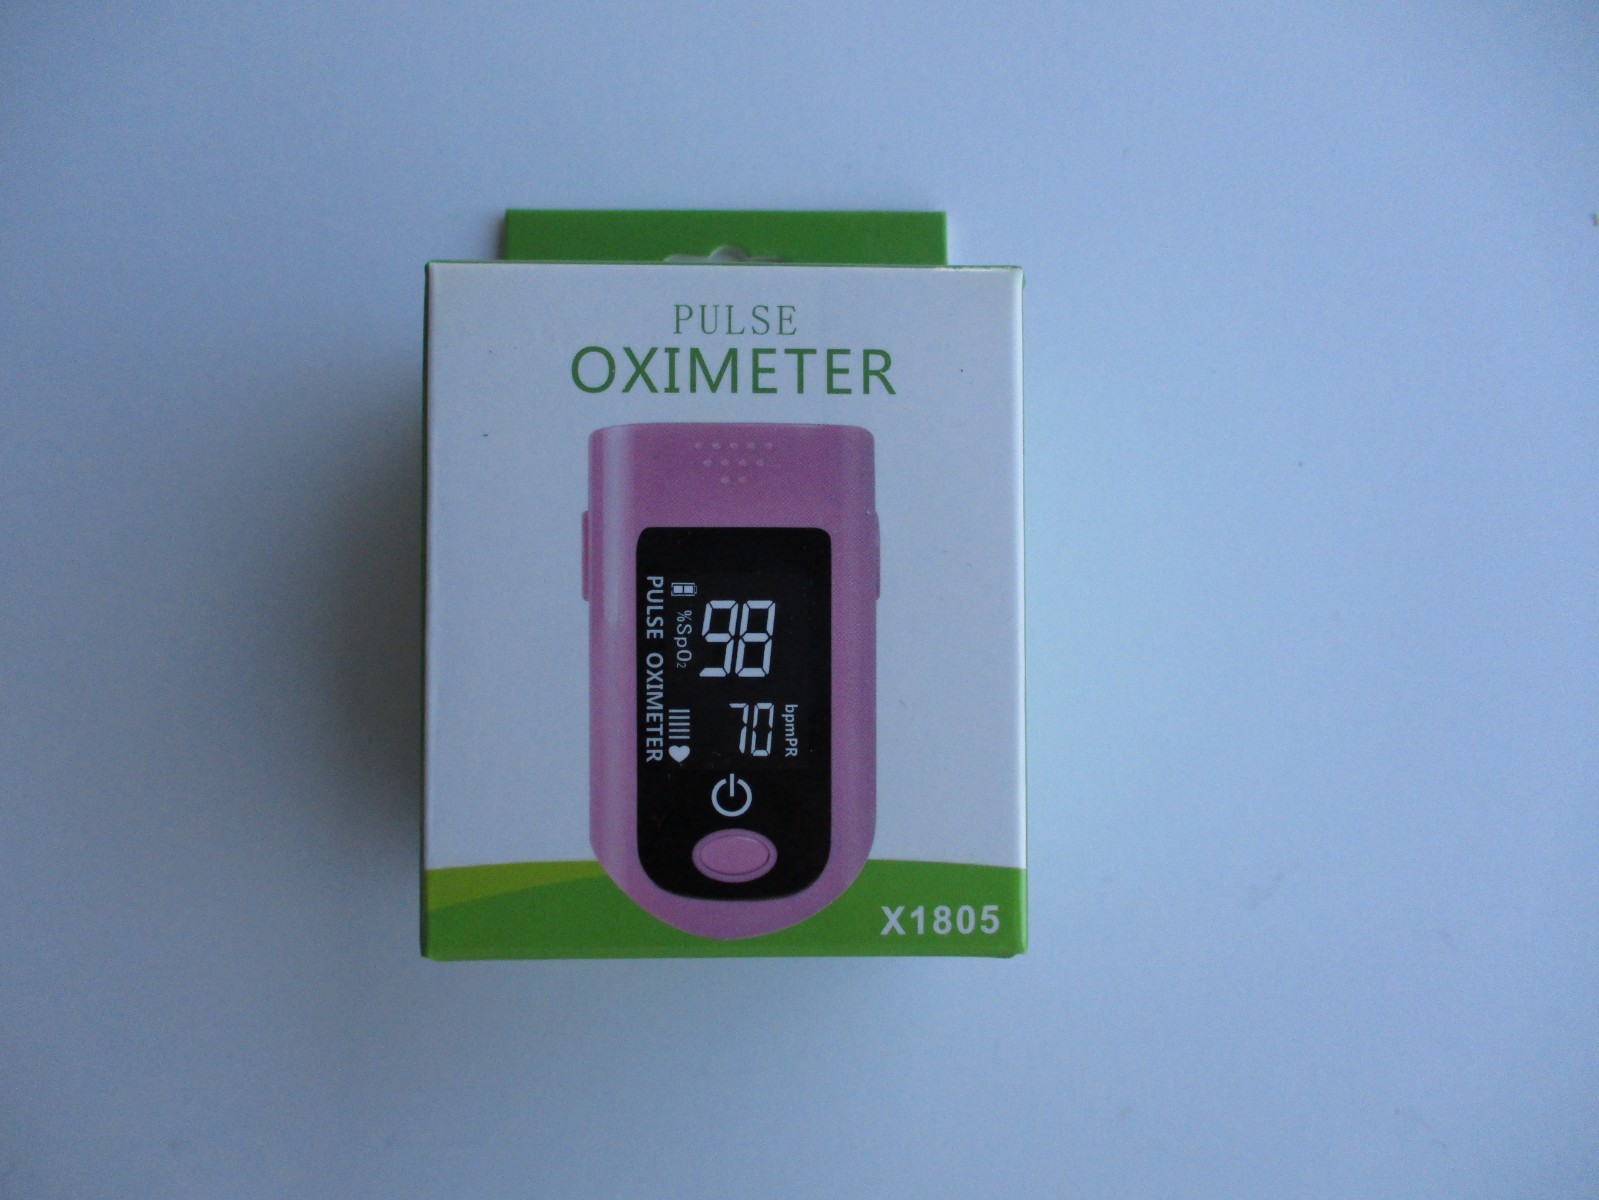 PULSE
OXIMETER
PULSE OXIMETER
%SpO₂
98
70
bpmPR
X1805